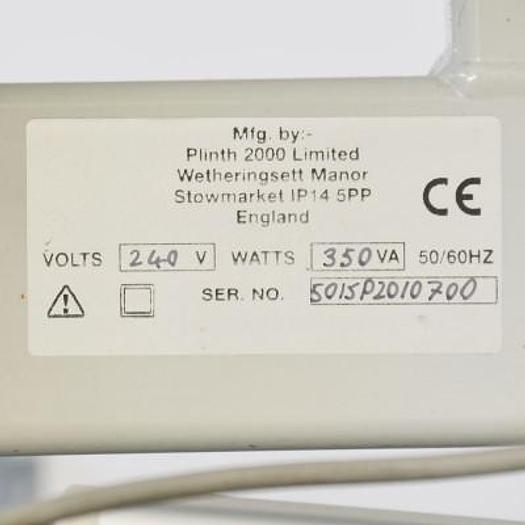 Mfg. by:-
Plinth 2000 Limited
Wetheringsett Manor
Stowmarket IP14 5PP
England
CE
VOLTS 240 V WATTS 350 VA 50/60HZ
SER. NO. 5015P2010700